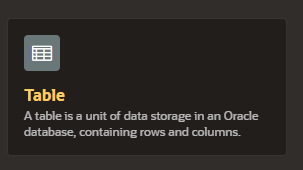 Table
A table is a unit of data storage in an Oracle
database, containing rows and columns.